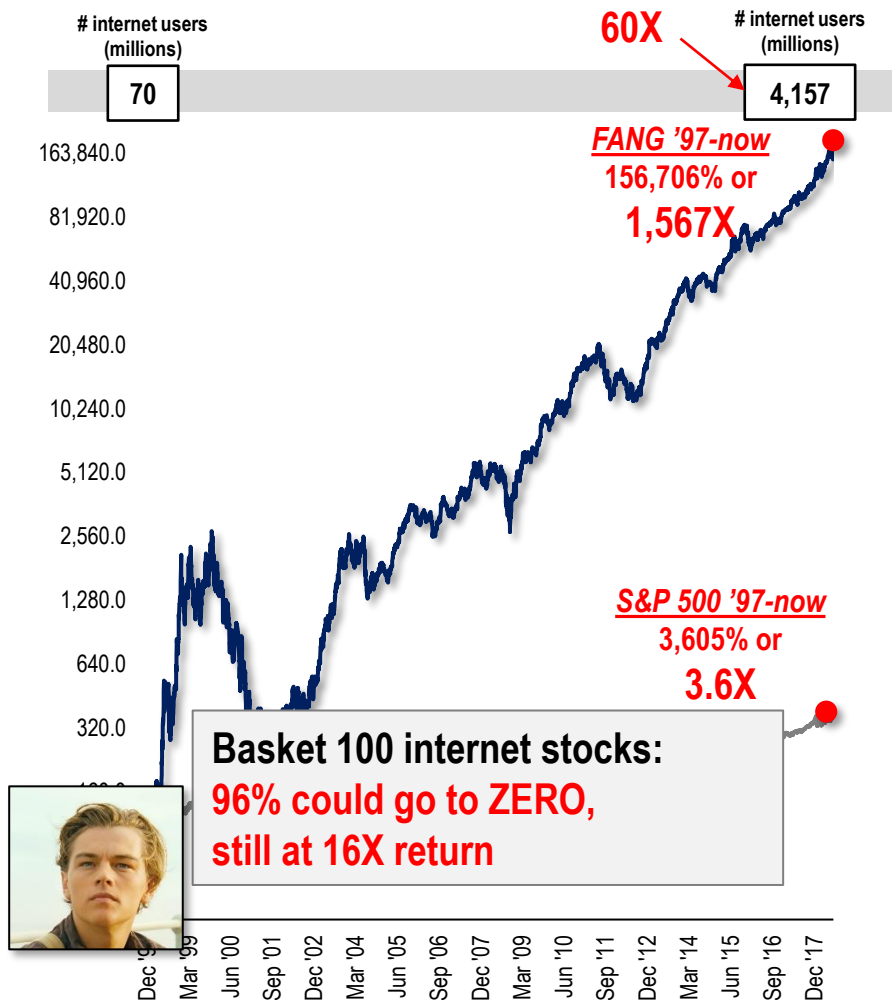 # internet users
(millions)
70
60X
# internet users
(millions)
4,157
FANG '97-now
156,706% or
1,567X
163,840.0
81,920.0
40,960.0
20,480.0
10,240.0
5,120.0
2,560.0
1,280.0
640.0
320.0
S&P 500 '97-now
3,605% or
3.6X
Basket 100 internet stocks:
96% could go to ZERO,
still at 16X return
Dec '9
Mar '99
Jun '00
Sep '01
Dec '02
Mar '04
Jun '05
Sep '06
Dec '07
Mar '09
Jun '10
Sep '11
Dec '12
Mar '14
Jun '15
Sep '16
Dec '17